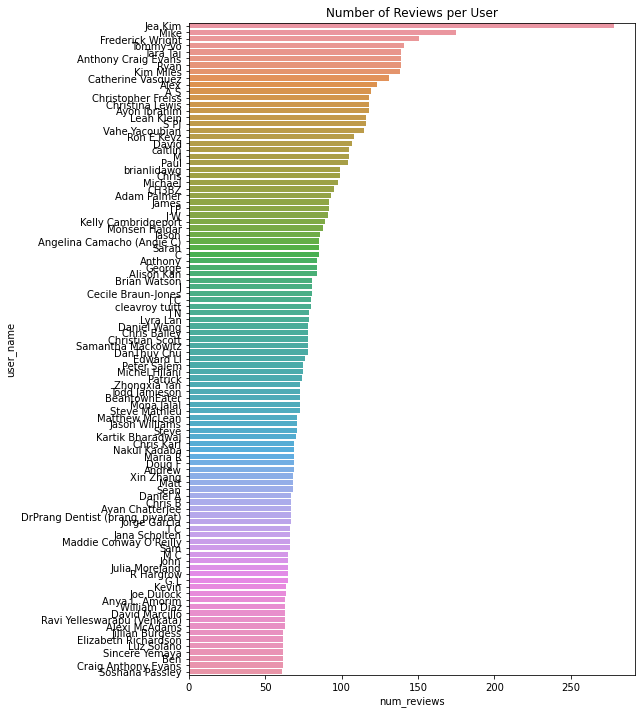 Number of Reviews per User
user_name
Jea Kim
Mike
Frederick Wright
Tommy Vo
Tara Tai
Anthony Craig Evans
Ryan
Kim Miles
Catherine Vasquez
Alex
A S
Christopher Freiss
Christina Lewis
Ayon Ibrahim
Leah Klein
S PJ
Vahe Yacoubian
Ron E Keyz
David
caitlin
M
Paul
brianlidawg
Chris
Michael
CH3BZ
Adam Palmer
James
J P
J W
Kelly Cambridgeport
Mohsen Haidar
Jason
Angelina Camacho (Angie C)
Sarah
C
Anthony
George
Alison Kan
Brian Watson
J
Cecile Braun-Jones
J C
cleavroy tuitt
J N
Lyra Lan
Daniel Wang
Chris Bailey
Christian Scott
Samantha Mackowitz
DanThuy Chu
Edward Li
Peter Salem
Michel Hilani
Patrick
Zhongxia Yan
Todd Jamieson
BeantownEater
Mona Jalal
Steve Mathieu
Matthew McLean
Jason Williams
Steve
Kartik Bharadwaj
Chris Karl
Nakul Kadaba
Maria R
Doug F
Andrew
Xin Zhang
Matt
Sean
Daniel A
Chris B
Ayan Chatterjee
DrPrang Dentist (prang_piyarat)
Jorge Garcia
T C
Jana Scholten
Maddie Conway O'Reilly
Sam
M C
John
Julia Moreland
R Hargrow
G L
Kevin
Joe Dulock
Anya L. Amorim
William Diaz
David Marcillo
Ravi Yelleswarapu (Venkata)
Alexi McAdams
Jillian Burgess
Elizabeth Richardson
Luz Solano
Sincere Yemaya
Ben
Craig Anthony Evans
Soshana Passley
0 50 100 150 200 250
num_reviews